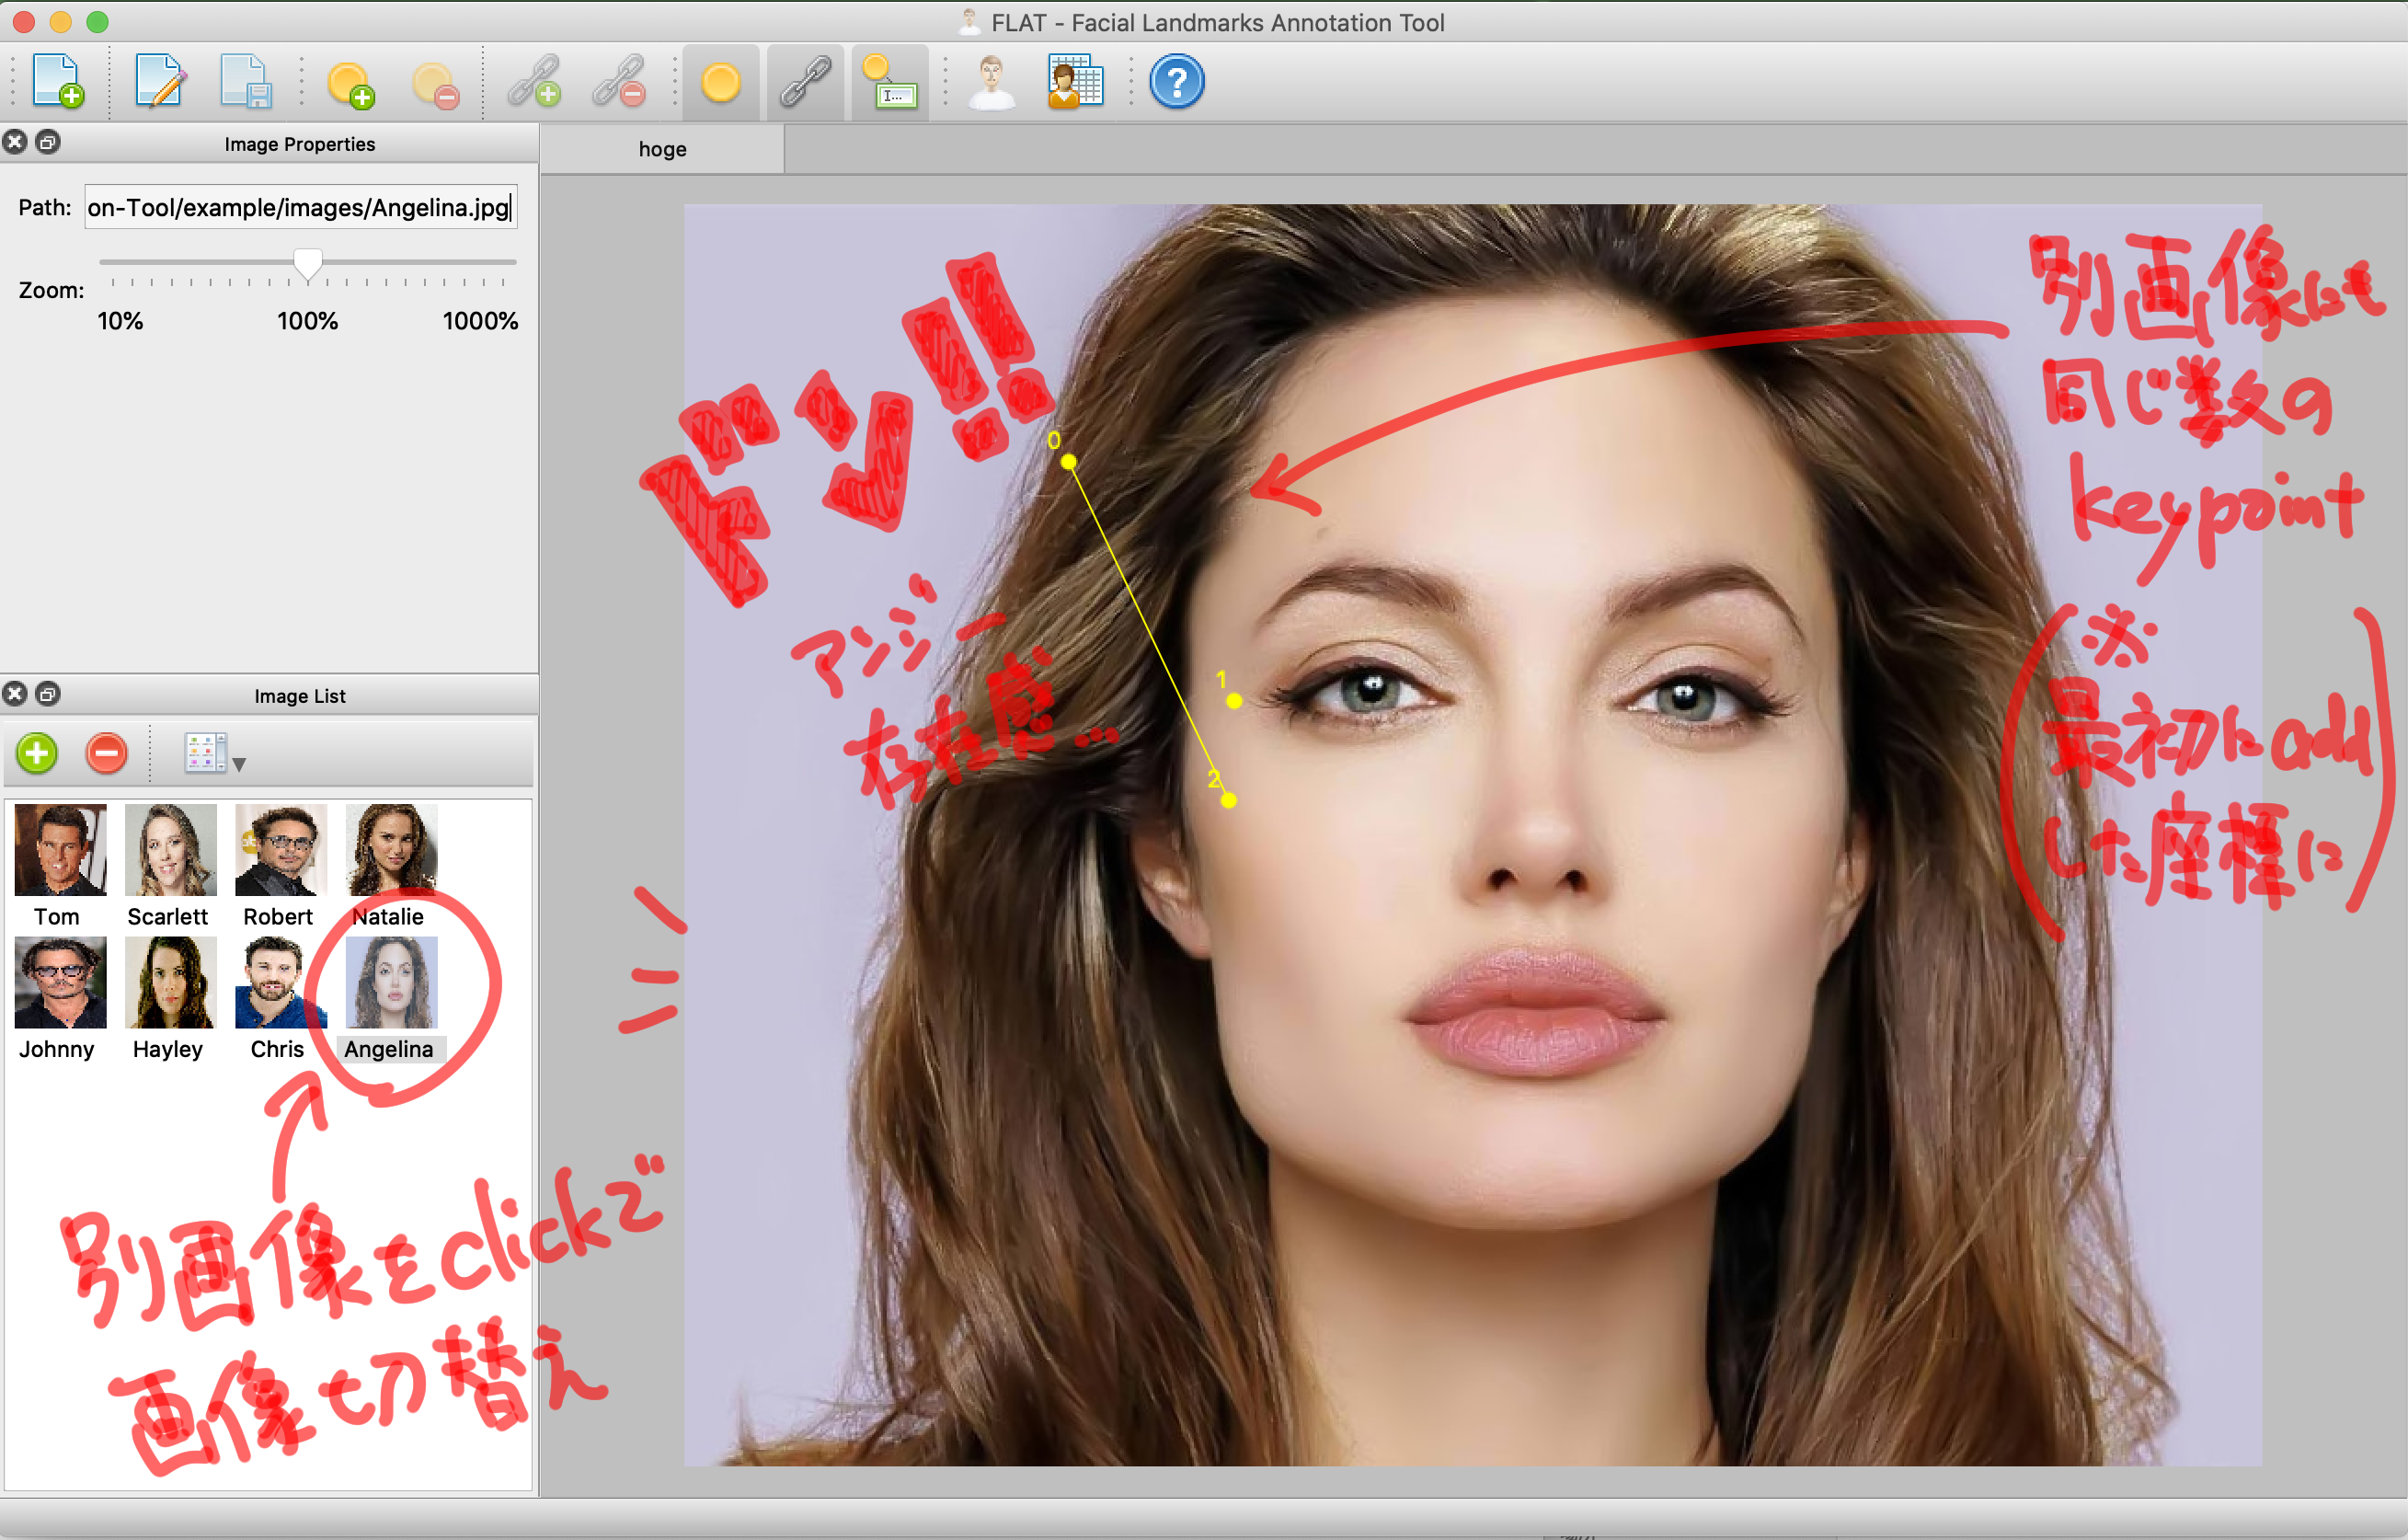 FLAT - Facial Landmarks Annotation Tool
I...
Image Properties
hoge
Path: on-Tool/example/images/Angelina.jpg
Zoom:
10% 100% 1000%
Image List
Tom Scarlett Robert Natalie
Johnny Hayley Chris Angelina
別画像をclickで
画像切替え
ドン!!
アンジー
存在感...
0
1
2
別画像にも
同じ数の
keypoint
(※
最初にadd
した座標に)